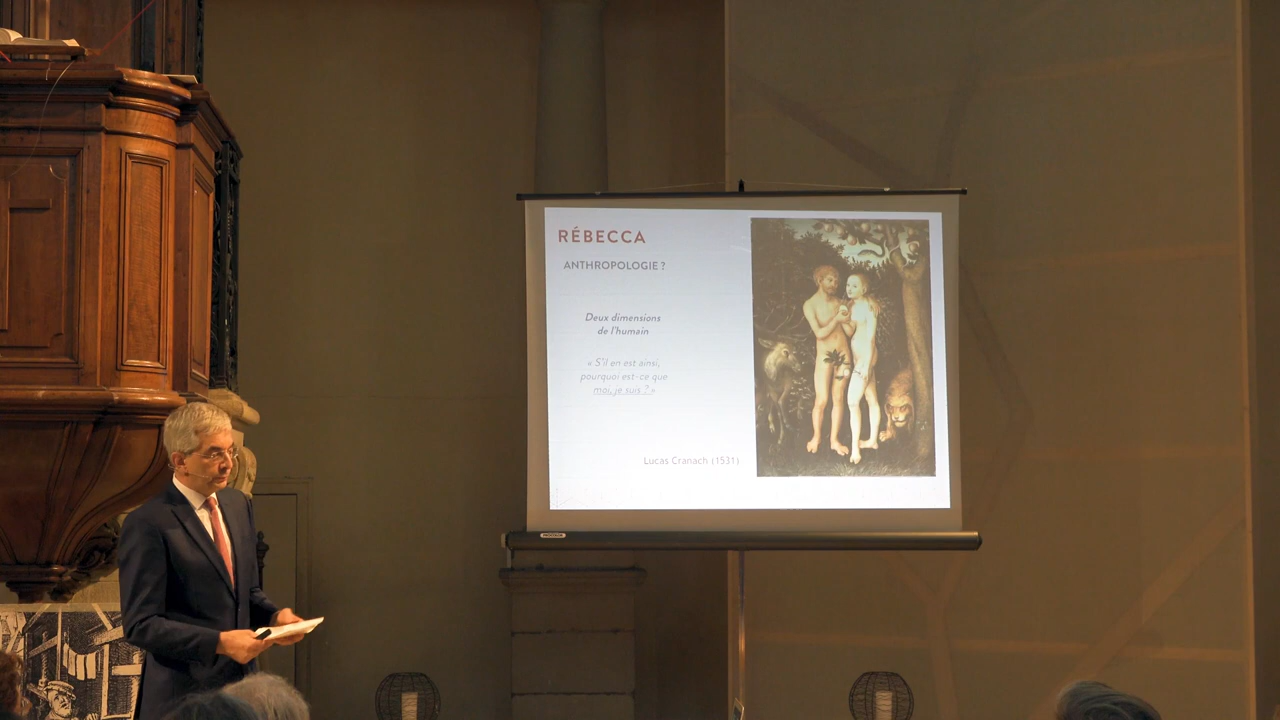 RÉBECCA
ANTHROPOLOGIE ?
Deux dimensions
de l'humain
« S'il en est ainsi,
pourquoi est-ce que
moi, je suis ? »
Lucas Cranach (1531)